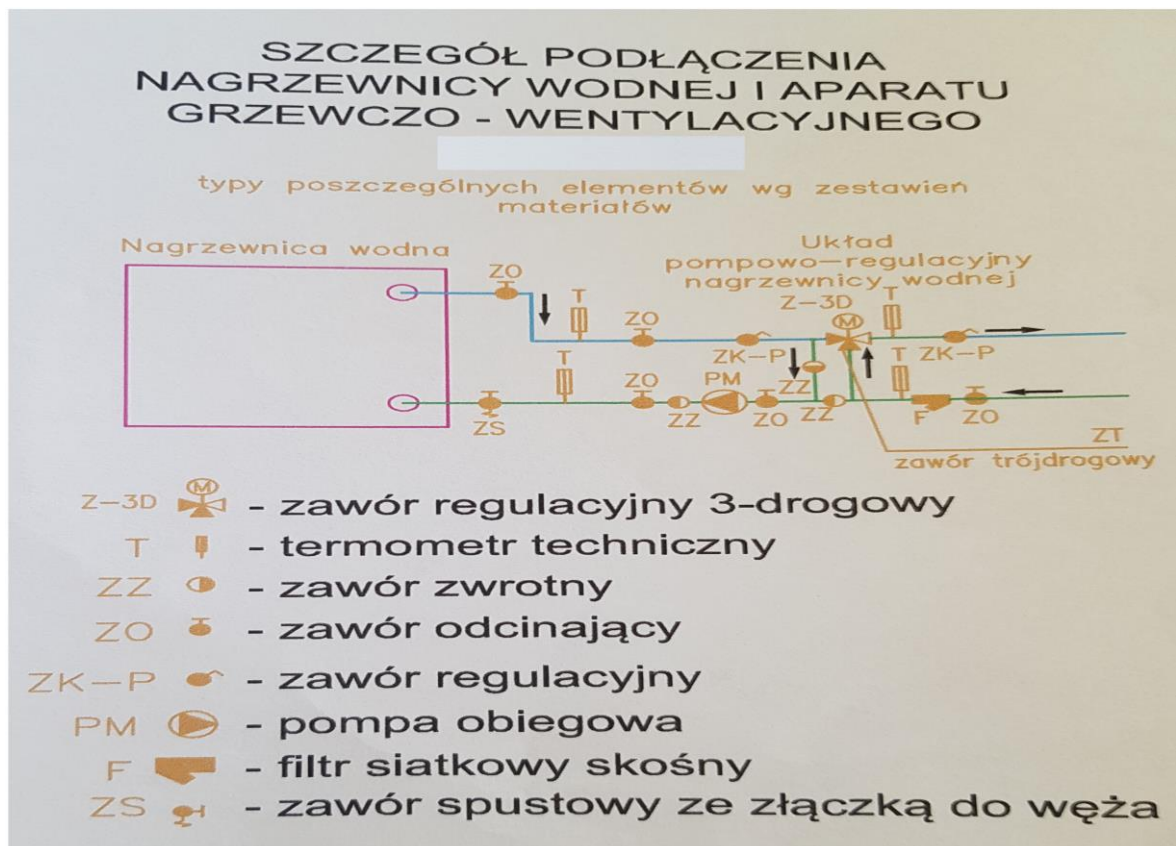 SZCZEGÓŁ PODŁĄCZENIA
NAGRZEWNICY WODNEJ I APARATU
GRZEWCZO - WENTYLACYJNEGO
typy poszczególnych elementów wg zestawień
materiałów
Nagrzewnica wodna
Układ
pompowo-regulacyjny
nagrzewnicy wodnej
ZO
T
ZO
Z-3D
M
T
ZK-P
ZK-P
T
ZO
PM
ZZ
T
ZS
ZZ
ZO
ZZ
F
ZO
ZT
zawór trójdrogowy
Z-3D M - zawór regulacyjny 3-drogowy
T - termometr techniczny
ZZ - zawór zwrotny
ZO - zawór odcinający
ZK-P - zawór regulacyjny
PM - pompa obiegowa
F - filtr siatkowy skośny
ZS - zawór spustowy ze złączką do węża